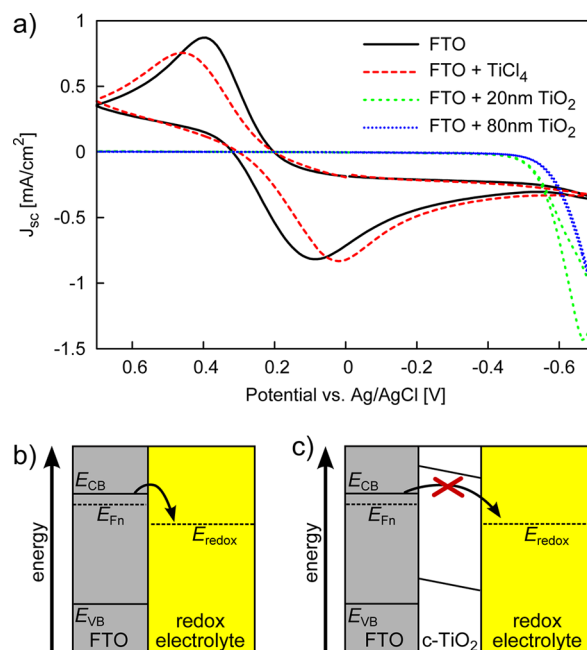 a)
1
0.5
0
-0.5
-1
-1.5
J_sc [mA/cm²]
FTO
FTO + TiCl₄
FTO + 20nm TiO₂
FTO + 80nm TiO₂
0.6 0.4 0.2 0 -0.2 -0.4 -0.6
Potential vs. Ag/AgCl [V]
b)
energy
E_CB
E_Fn
E_redox
E_VB
FTO
redox
electrolyte
c)
energy
E_CB
E_Fn
E_redox
E_VB
FTO
c-TiO₂
redox
electrolyte